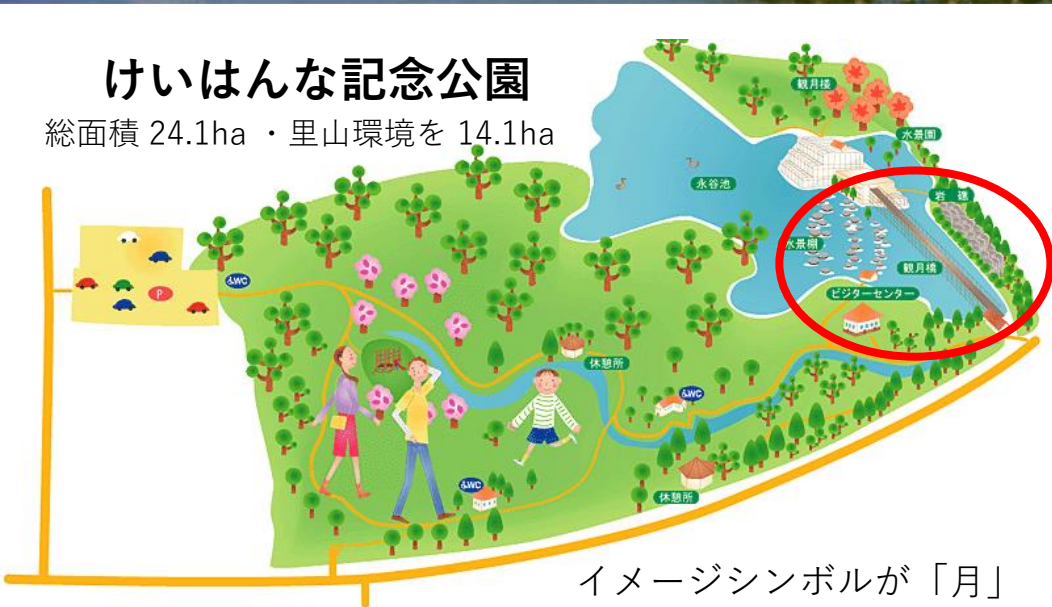 けいはんな記念公園
総面積 24.1ha ・里山環境を 14.1ha
観月楼
水景園
永谷池
岩 礁
水景棚
観月橋
ビジターセンター
WC
P
休憩所
WC
WC
休憩所
イメージシンボルが「月」